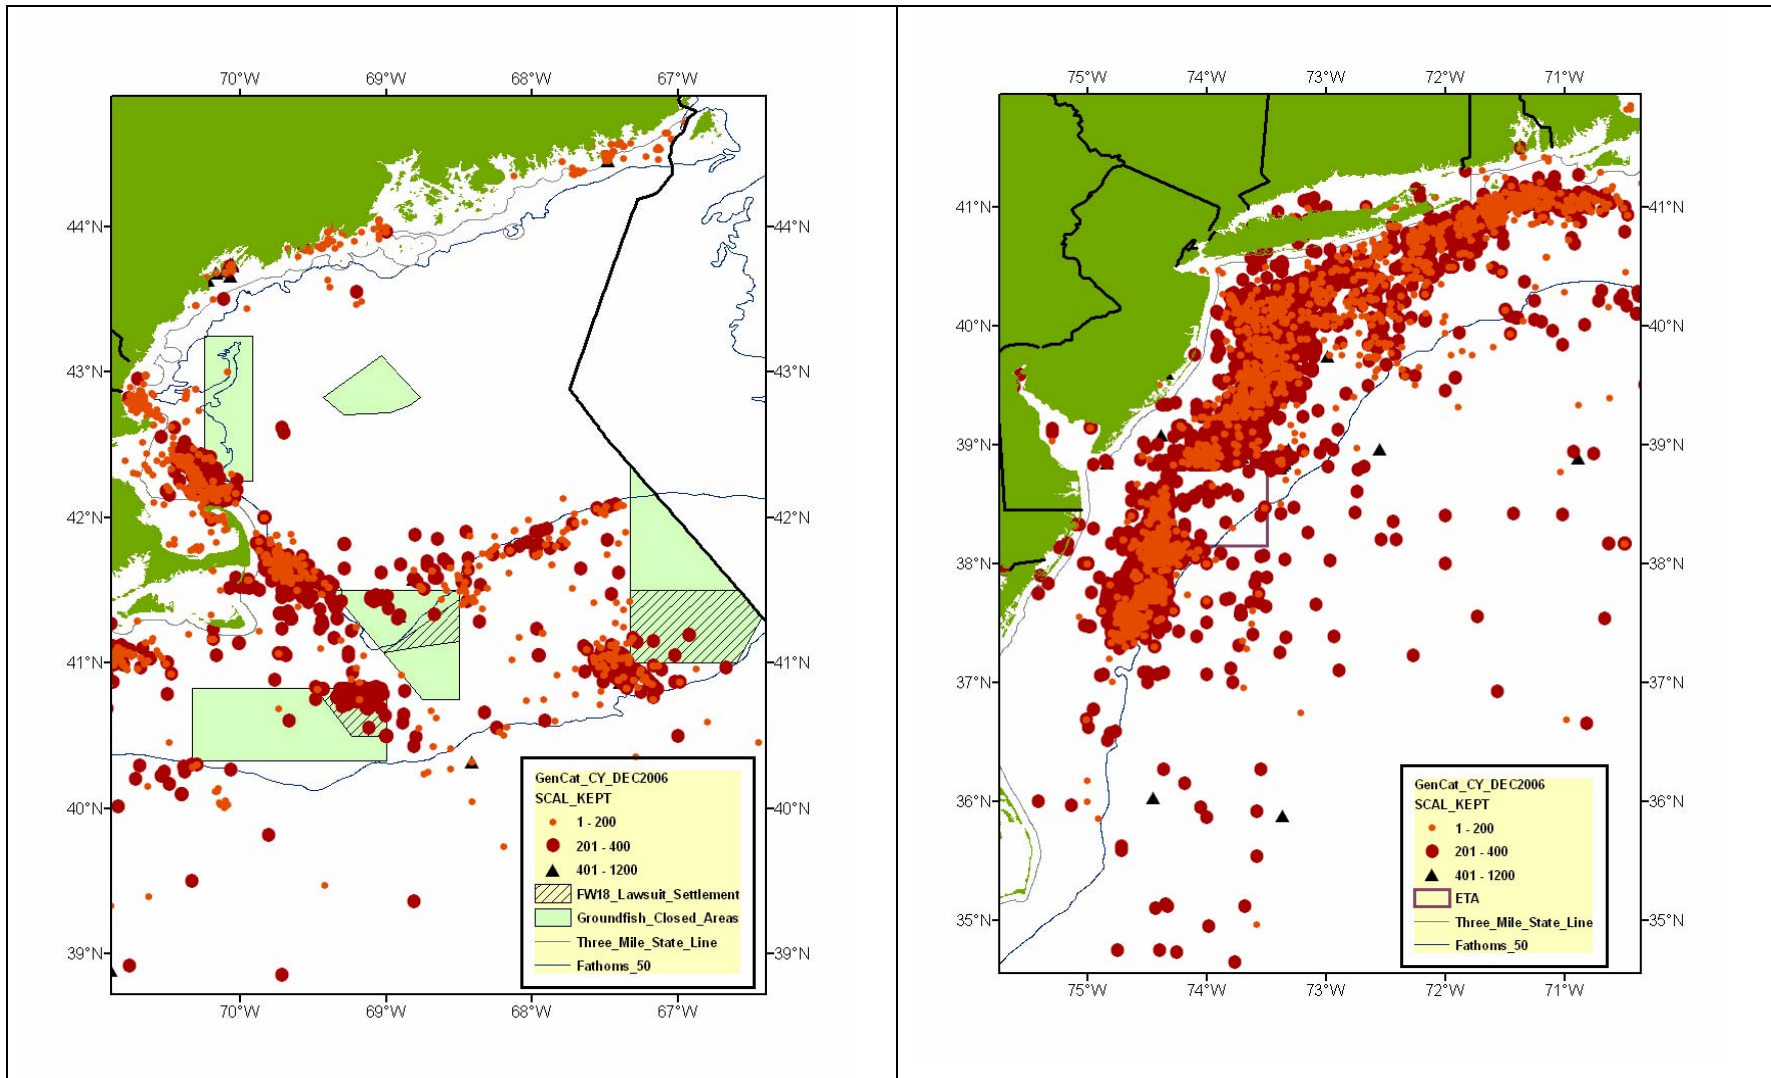 70°W 69°W 68°W 67°W
44°N 44°N
43°N 43°N
42°N 42°N
41°N 41°N
40°N 40°N
39°N 39°N
GenCat_CY_DEC2006
SCAL_KEPT
1 - 200
201 - 400
401 - 1200
FW18_Lawsuit_Settlement
Groundfish_Closed_Areas
Three_Mile_State_Line
Fathoms_50
70°W 69°W 68°W 67°W
75°W 74°W 73°W 72°W 71°W
41°N 41°N
40°N 40°N
39°N 39°N
38°N 38°N
37°N 37°N
36°N 36°N
35°N 35°N
GenCat_CY_DEC2006
SCAL_KEPT
1 - 200
201 - 400
401 - 1200
ETA
Three_Mile_State_Line
Fathoms_50
75°W 74°W 73°W 72°W 71°W